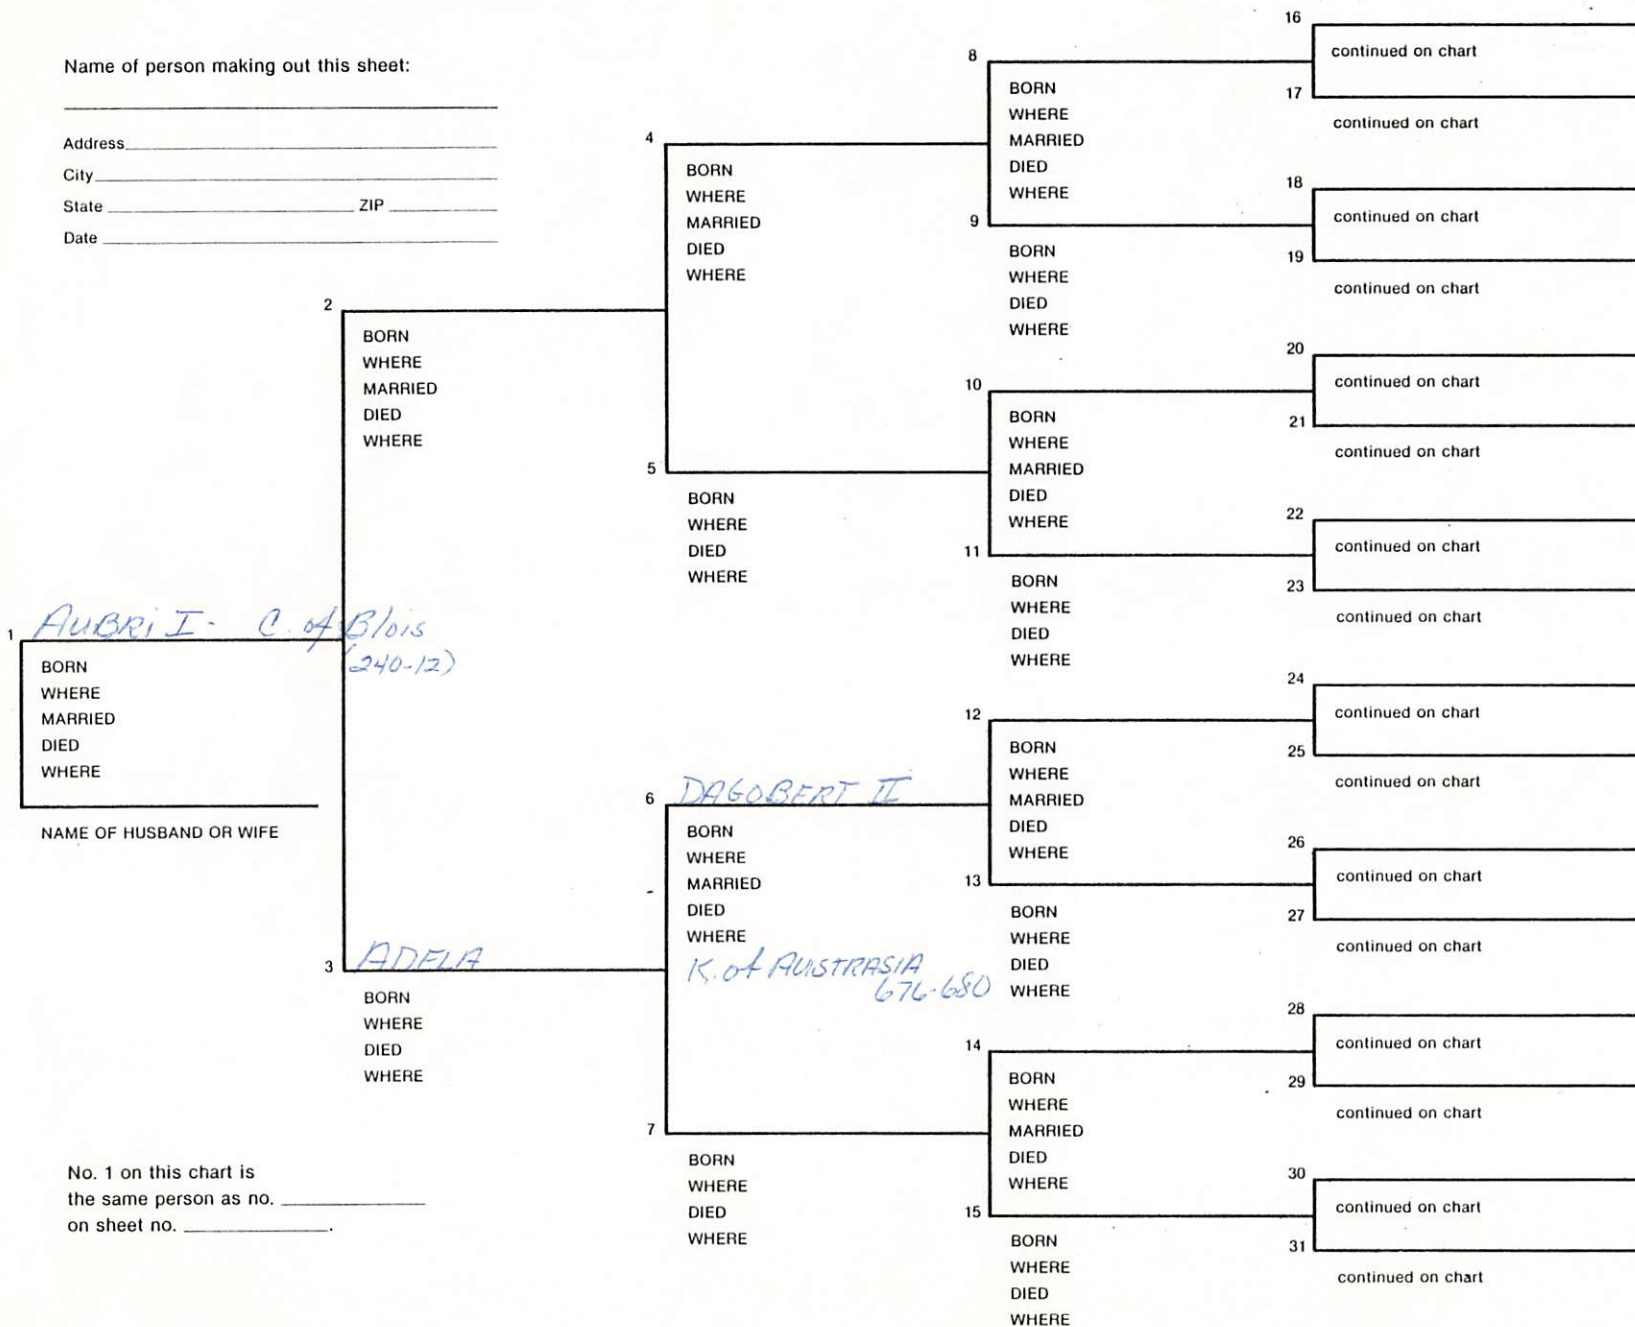 Name of person making out this sheet:
Address
City
State ZIP
Date
1 AUBRI I- C. of Blois
(240-12)
BORN
WHERE
MARRIED
DIED
WHERE
NAME OF HUSBAND OR WIFE
No. 1 on this chart is
the same person as no.
on sheet no. .
2
BORN
WHERE
MARRIED
DIED
WHERE
3 ADELA
BORN
WHERE
DIED
WHERE
4
BORN
WHERE
MARRIED
DIED
WHERE
5
BORN
WHERE
DIED
WHERE
6 DAGOBERT II
BORN
WHERE
MARRIED
DIED
WHERE
K. of AUSTRASIA
676-680
7
BORN
WHERE
DIED
WHERE
8
BORN
WHERE
MARRIED
DIED
WHERE
9
BORN
WHERE
DIED
WHERE
10
BORN
WHERE
MARRIED
DIED
WHERE
11
BORN
WHERE
DIED
WHERE
12
BORN
WHERE
MARRIED
DIED
WHERE
13
BORN
WHERE
DIED
WHERE
14
BORN
WHERE
MARRIED
DIED
WHERE
15
BORN
WHERE
DIED
WHERE
16
continued on chart
17
continued on chart
18
continued on chart
19
continued on chart
20
continued on chart
21
continued on chart
22
continued on chart
23
continued on chart
24
continued on chart
25
continued on chart
26
continued on chart
27
continued on chart
28
continued on chart
29
continued on chart
30
continued on chart
31
continued on chart